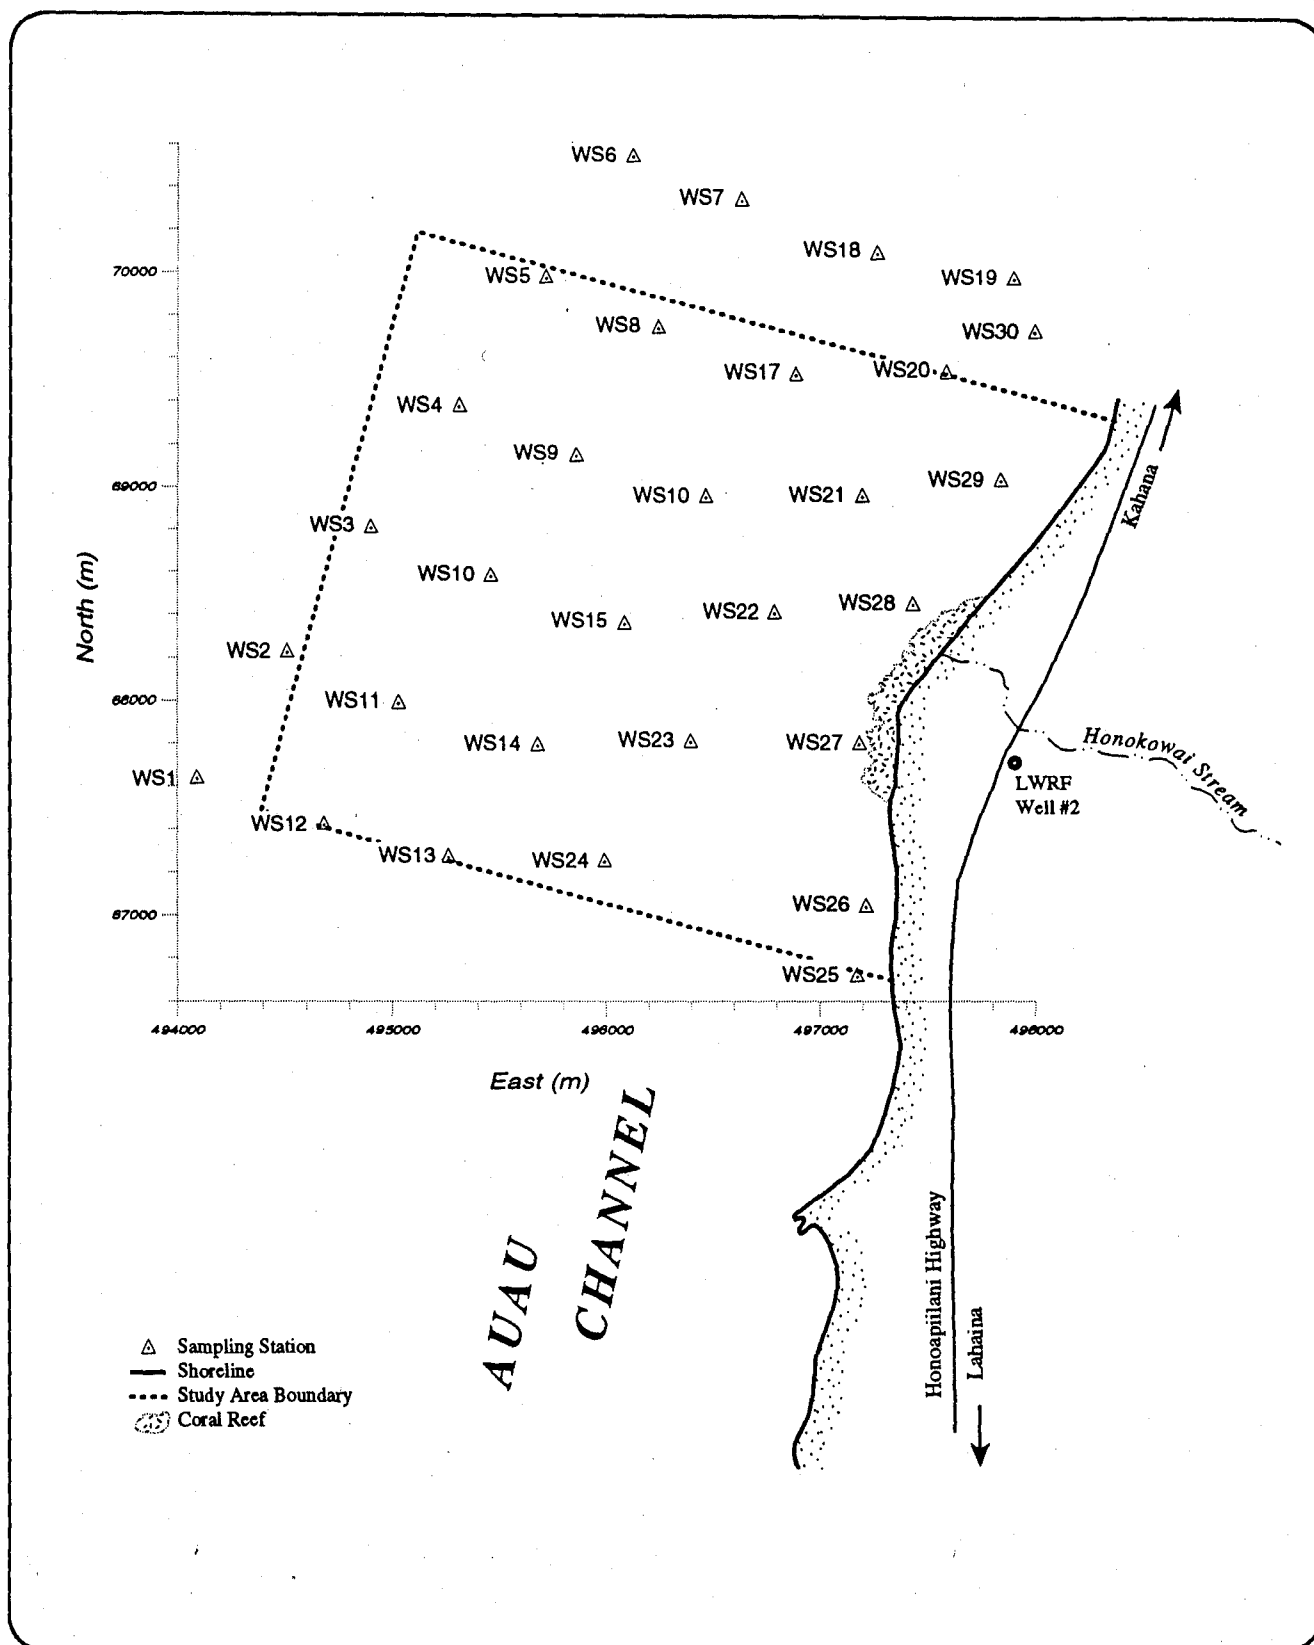 WS6
WS7
WS18
70000
WS5
WS19
WS8
WS30
WS17
WS20
WS4
WS9
69000
WS10
WS21
WS29
Kahana
WS3
WS10
North (m)
WS15
WS22
WS28
WS2
68000
WS11
WS14
WS23
WS27
Honokowai Stream
WS1
LWRF
Well #2
WS12
WS13
WS24
67000
WS26
WS25
494000
495000
496000
497000
498000
East (m)
AUAU
CHANNEL
Honoapiilani Highway
Lahaina
Sampling Station
Shoreline
Study Area Boundary
Coral Reef